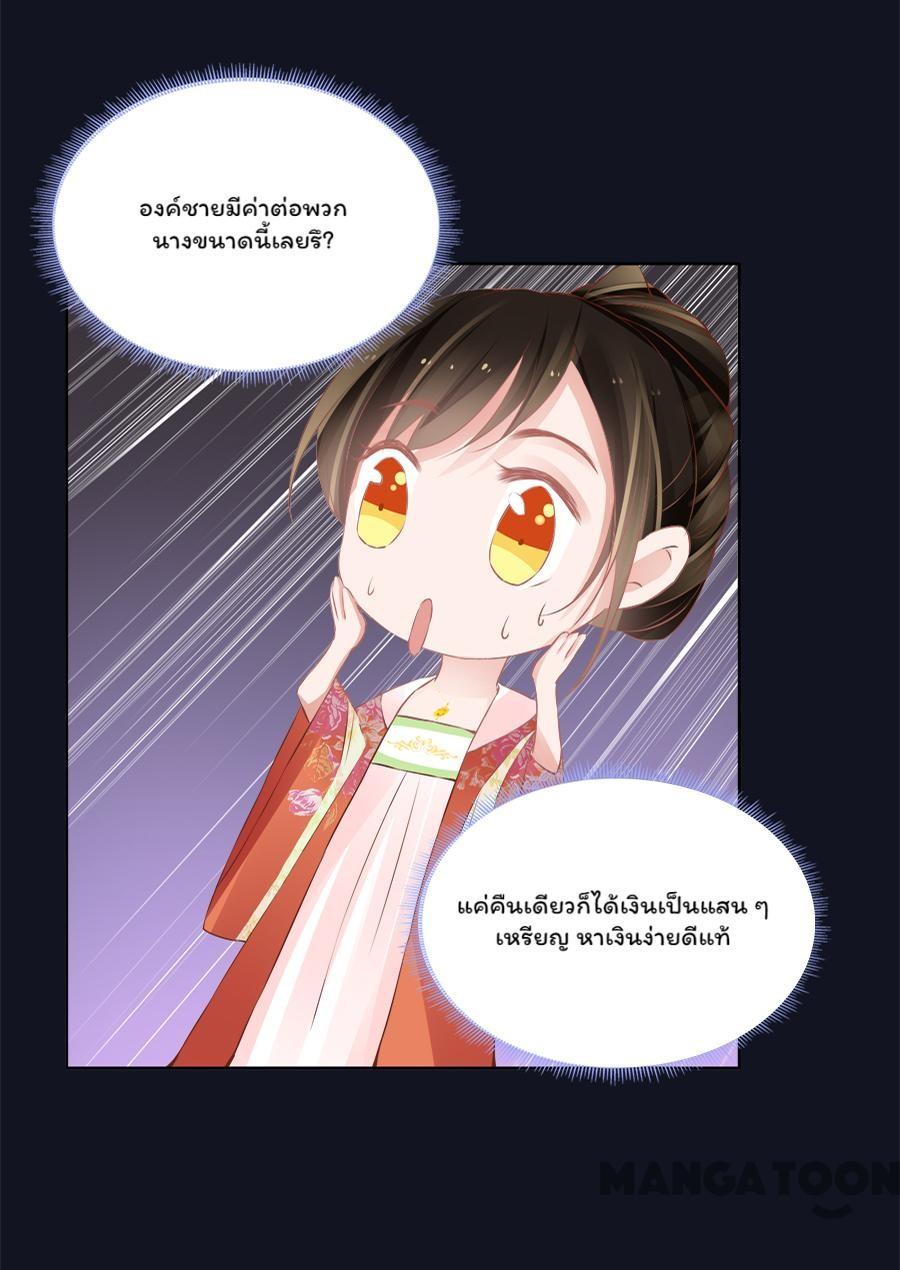 องค์ชายมีค่าต่อพวก
นางขนาดนี้เลยรึ?
แค่คืนเดียวก็ได้เงินเป็นแสน ๆ
เหรียญ หาเงินง่ายดีแท้
MANGA TOON